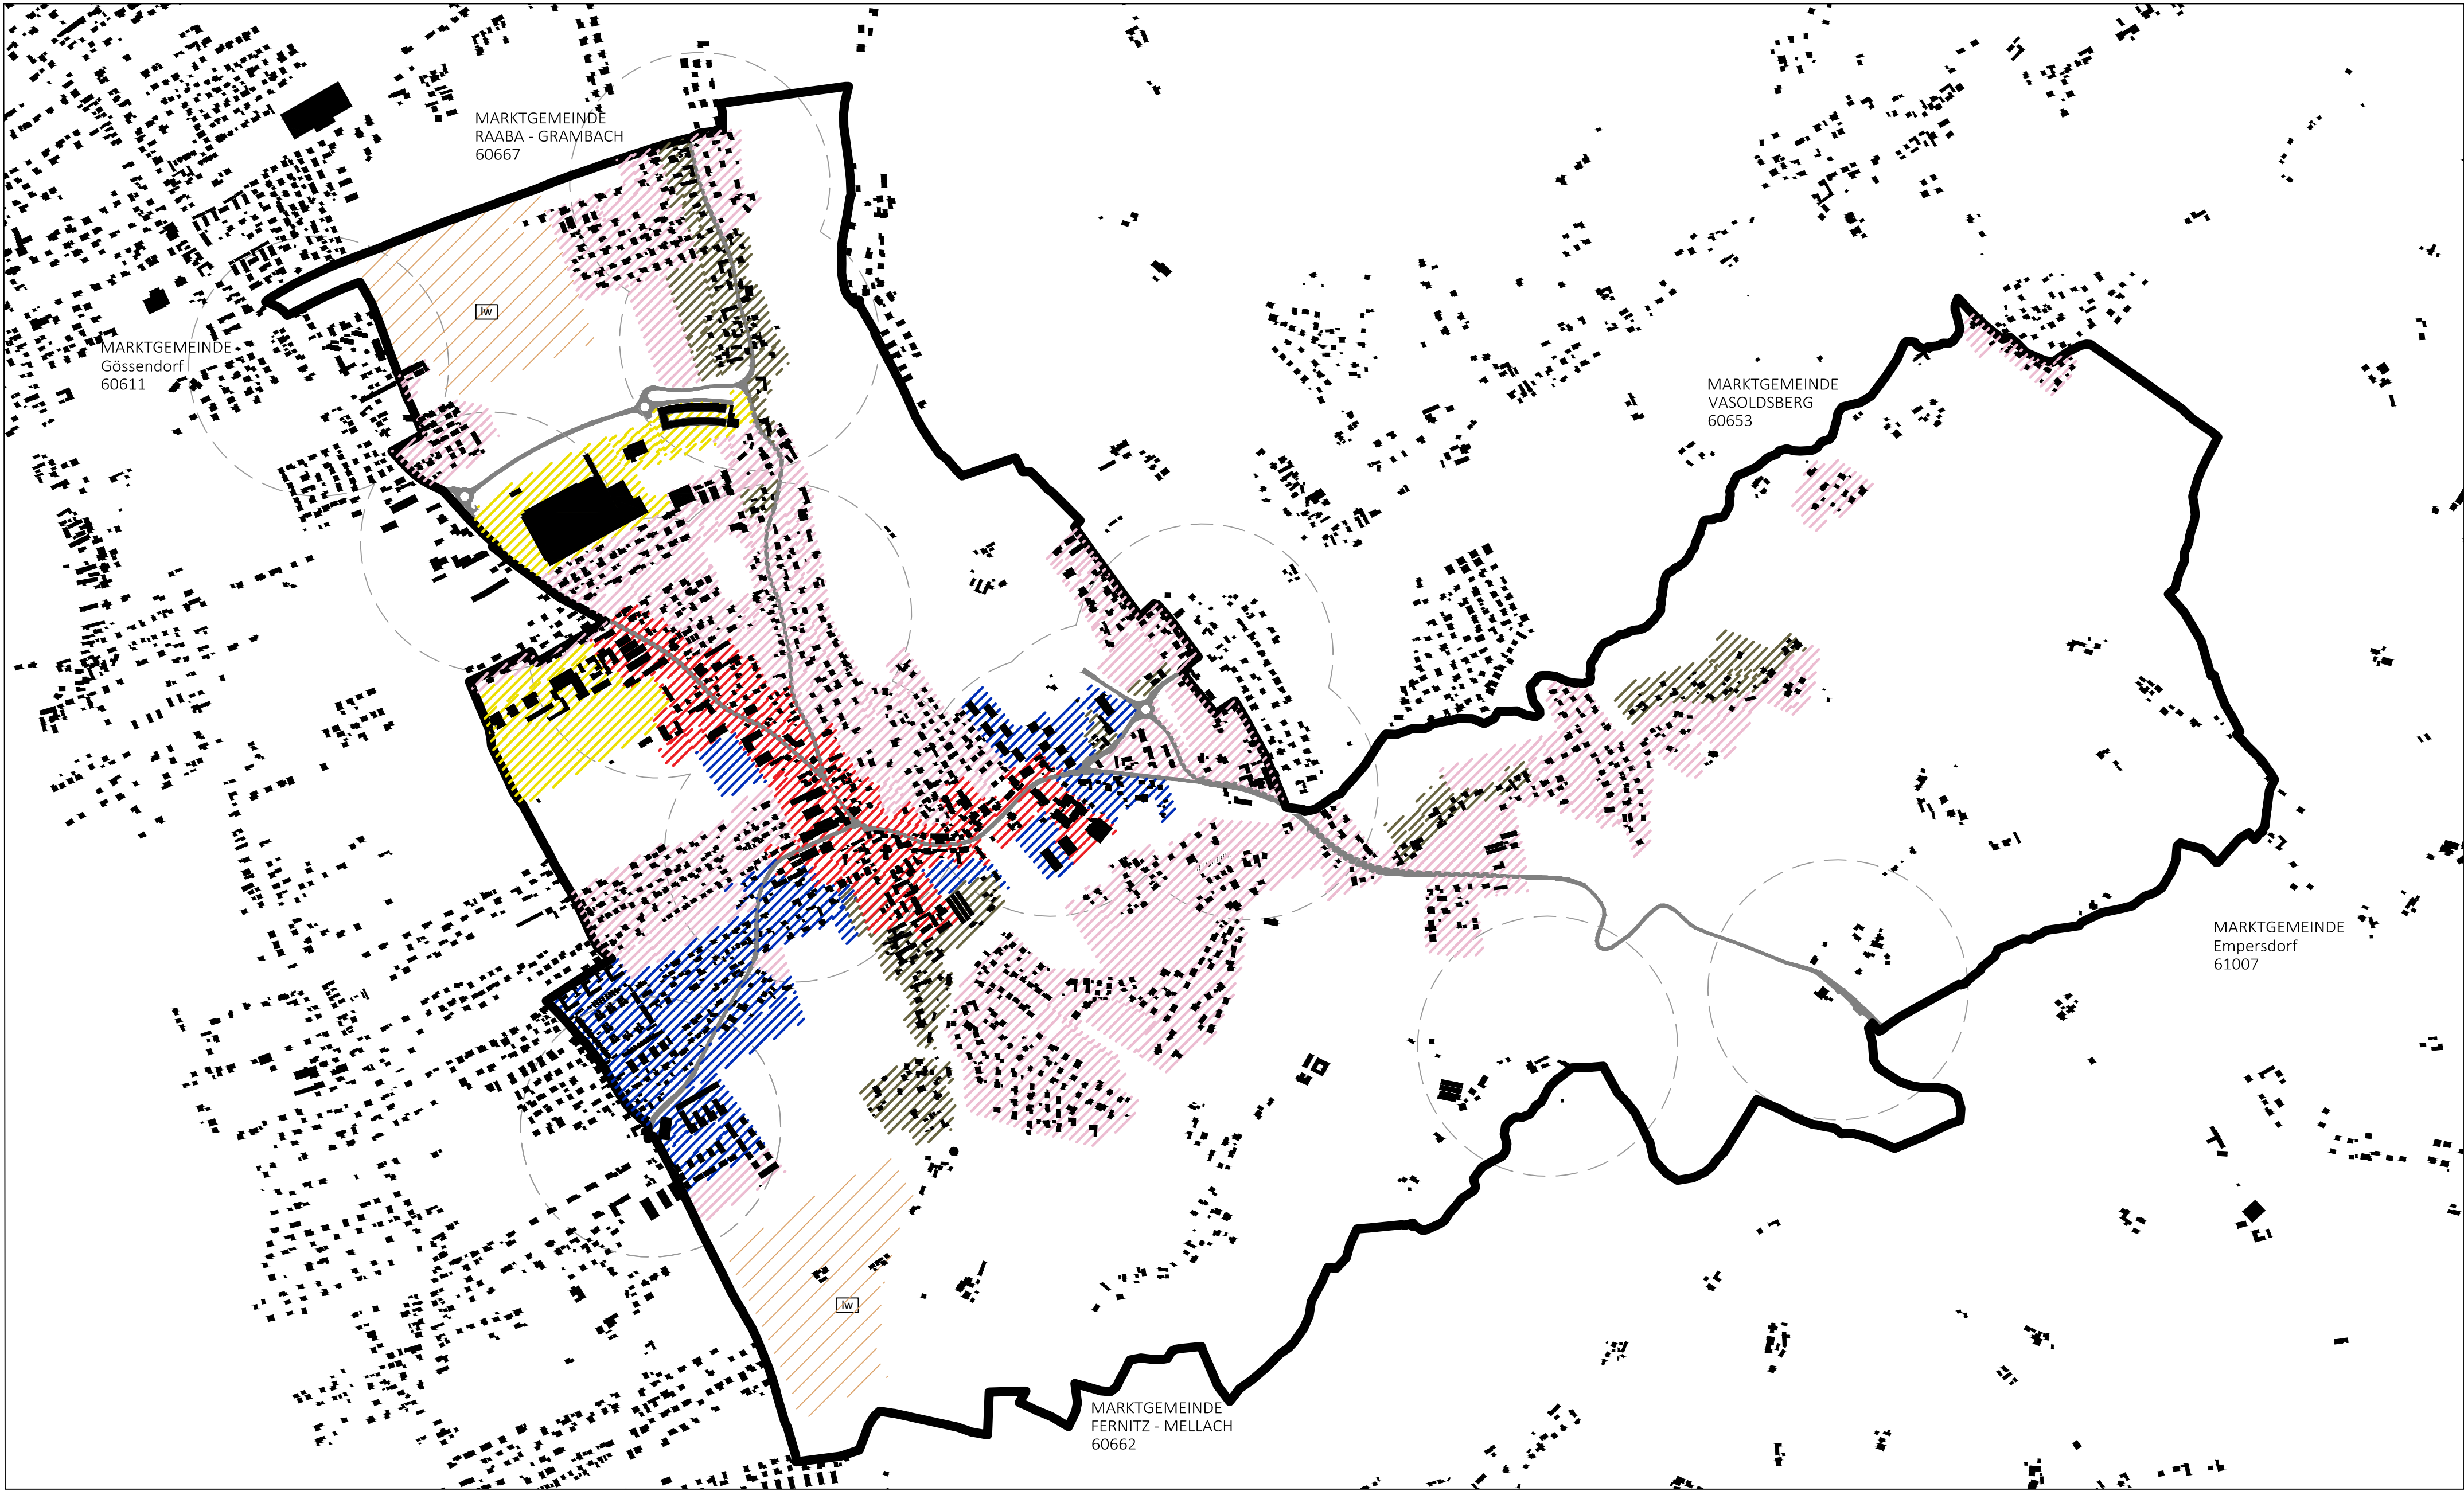 MARKTGEMEINDE
RAABA - GRAMBACH
60667
lw
MARKTGEMEINDE
Gössendorf
60611
MARKTGEMEINDE
VASOLDSBERG
60653
MARKTGEMEINDE
Empersdorf
61007
lw
MARKTGEMEINDE
FERNITZ - MELLACH
60662